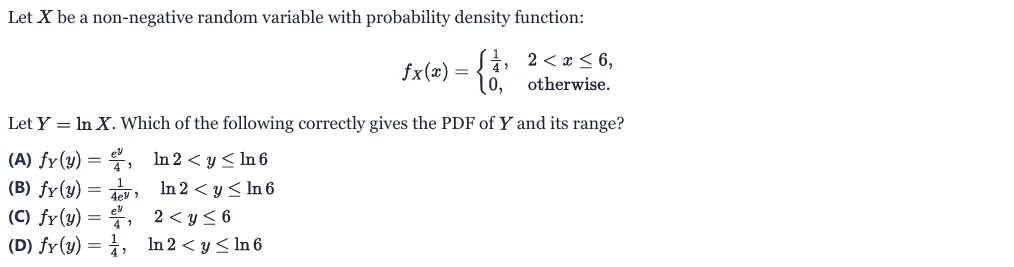 Let X be a non-negative random variable with probability density function:
f_X(x) = { 1/4, 2 < x ≤ 6,
0, otherwise.
Let Y = ln X. Which of the following correctly gives the PDF of Y and its range?
(A) f_Y(y) = e^y/4, ln 2 < y ≤ ln 6
(B) f_Y(y) = 1/(4e^y), ln 2 < y ≤ ln 6
(C) f_Y(y) = e^y/4, 2 < y ≤ 6
(D) f_Y(y) = 1/4, ln 2 < y ≤ ln 6